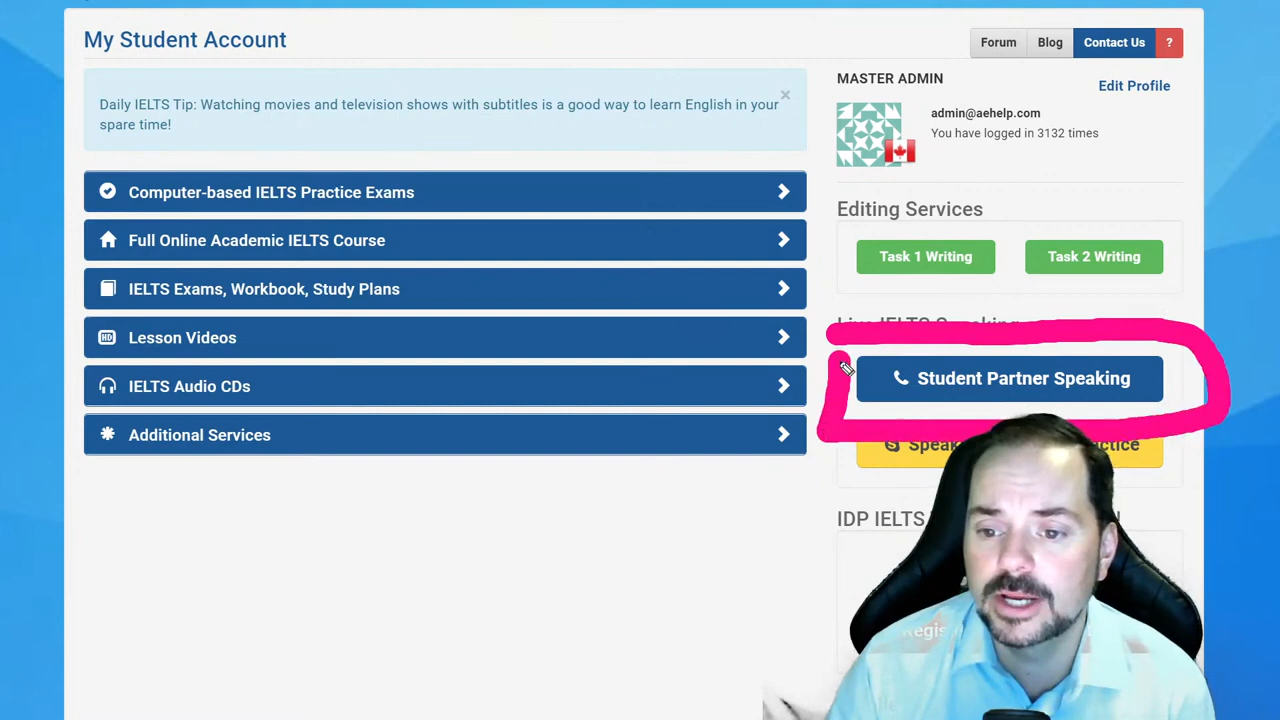 My Student Account
Forum
Blog
Contact Us
?
Daily IELTS Tip: Watching movies and television shows with subtitles is a good way to learn English in your
spare time!
×
Computer-based IELTS Practice Exams
Full Online Academic IELTS Course
IELTS Exams, Workbook, Study Plans
Lesson Videos
IELTS Audio CDs
Additional Services
MASTER ADMIN
Edit Profile
admin@aehelp.com
You have logged in 3132 times
Editing Services
Task 1 Writing
Task 2 Writing
Live IELTS Speaking
Student Partner Speaking
IDP IELTS